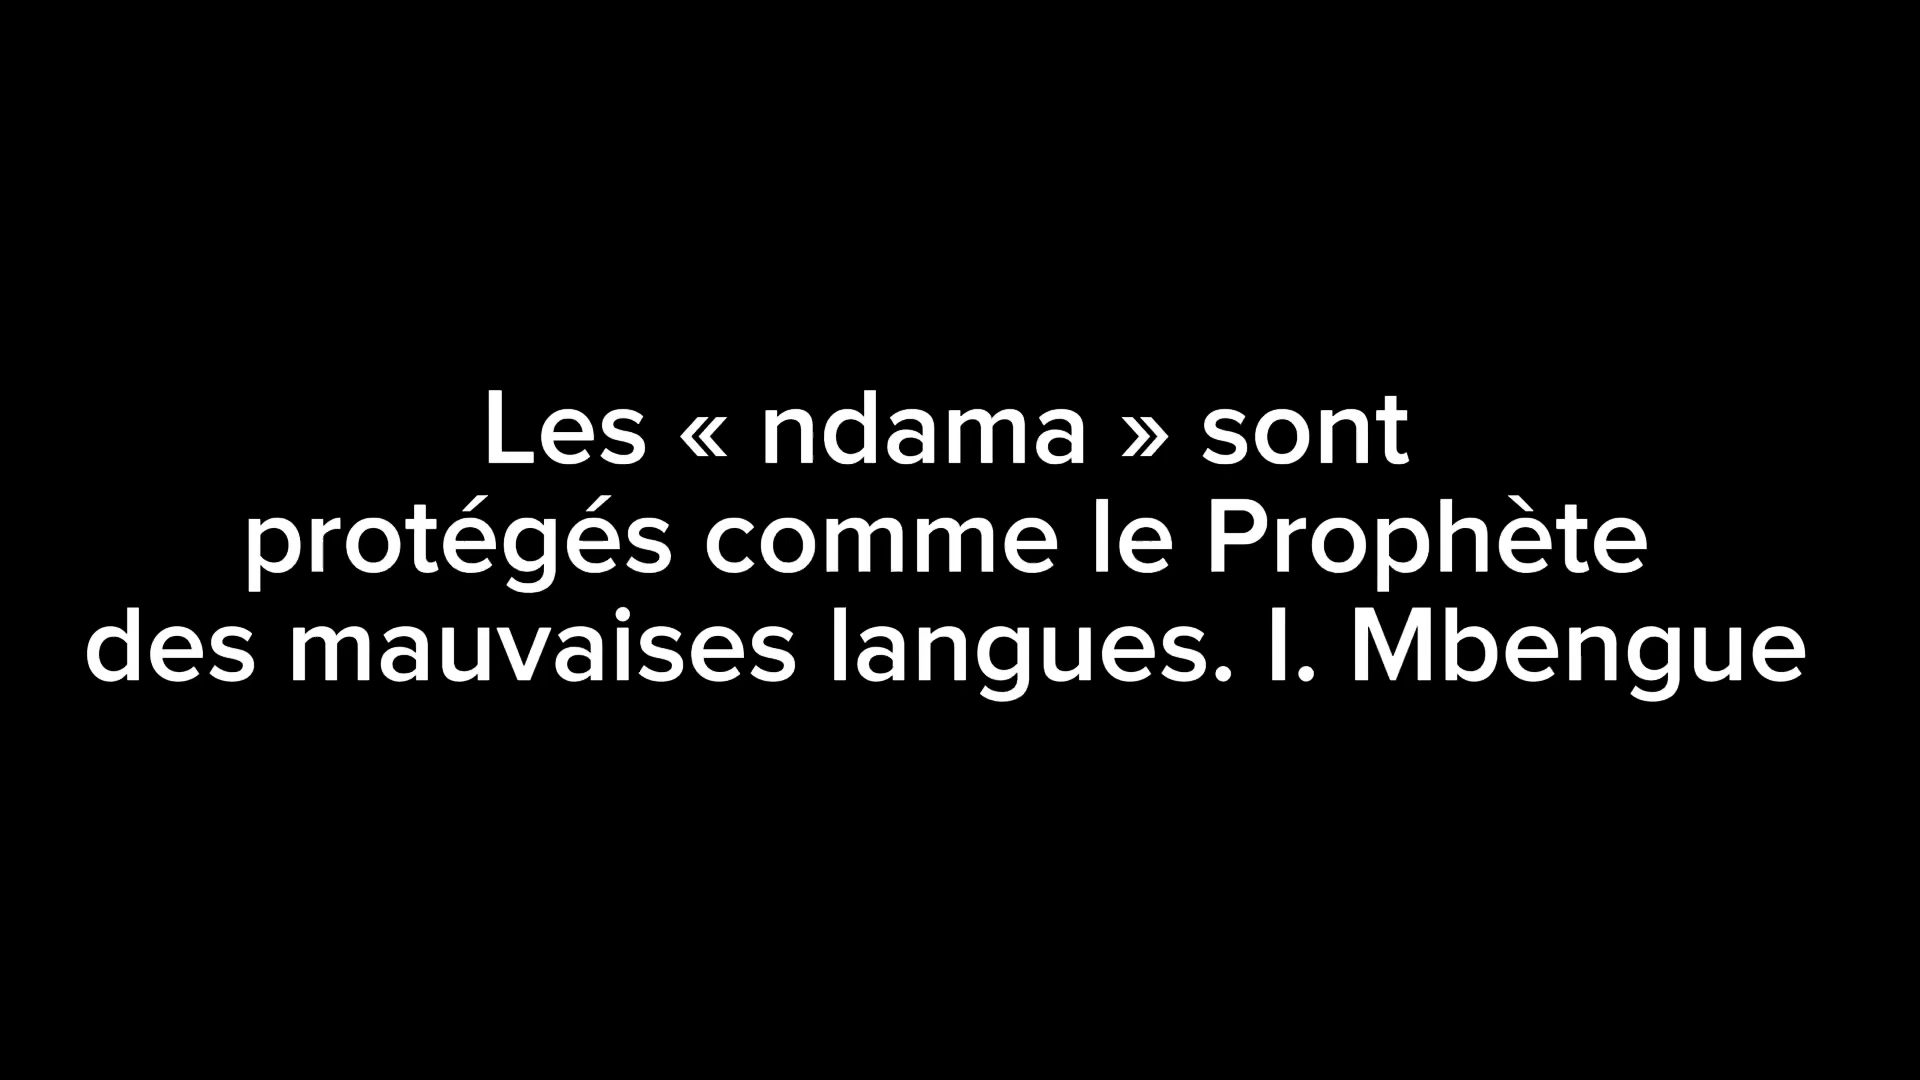 Les « ndama » sont
protégés comme le Prophète
des mauvaises langues. I. Mbengue